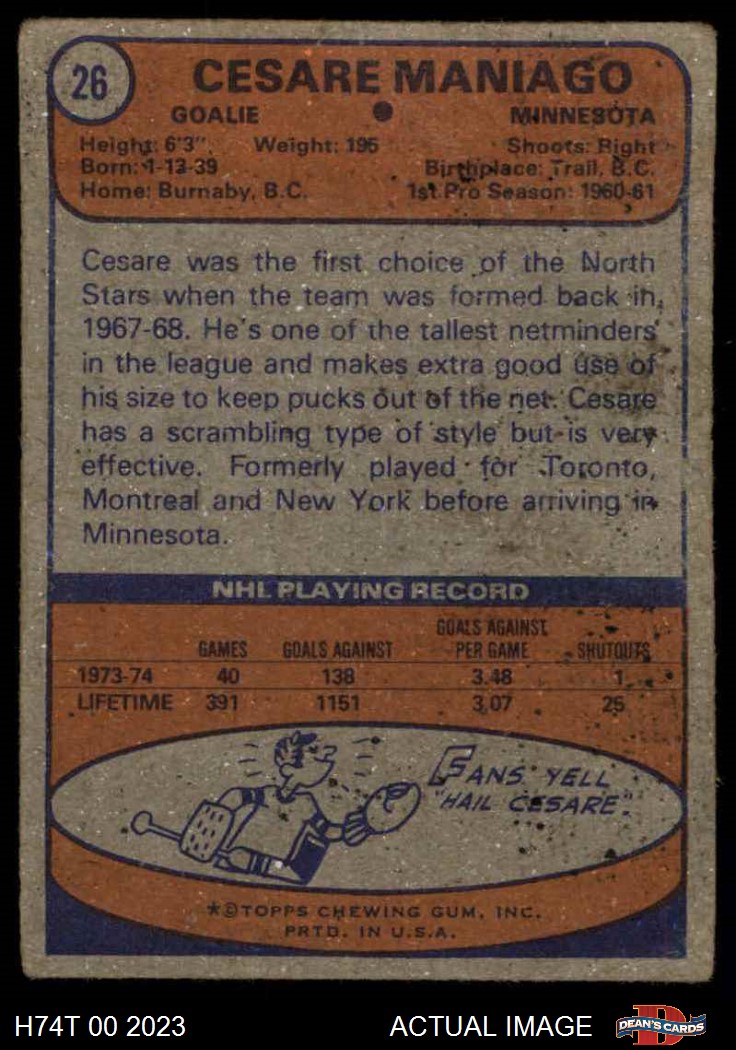 26
CESARE MANIAGO
GOALIE
MINNESOTA
Height: 6'3". Weight: 195 Shoots: Right
Born: 1-13-39 Birthplace: Trail, B.C.
Home: Burnaby, B.C. 1st Pro Season: 1960-61
Cesare was the first choice of the North
Stars when the team was formed back in
1967-68. He's one of the tallest netminders
in the league and makes extra good use of
his size to keep pucks out of the net. Cesare
has a scrambling type of style but is very
effective. Formerly played for Toronto,
Montreal and New York before arriving in
Minnesota.
NHL PLAYING RECORD
GAMES GOALS AGAINST GOALS AGAINST PER GAME SHUTOUTS
1973-74 40 138 3.48 1
LIFETIME 391 1151 3.07 25
FANS YELL
"HAIL CESARE".
*©TOPPS CHEWING GUM, INC.
PRTD. IN U.S.A.
H74T 00 2023 ACTUAL IMAGE
D
DEAN'S CARDS